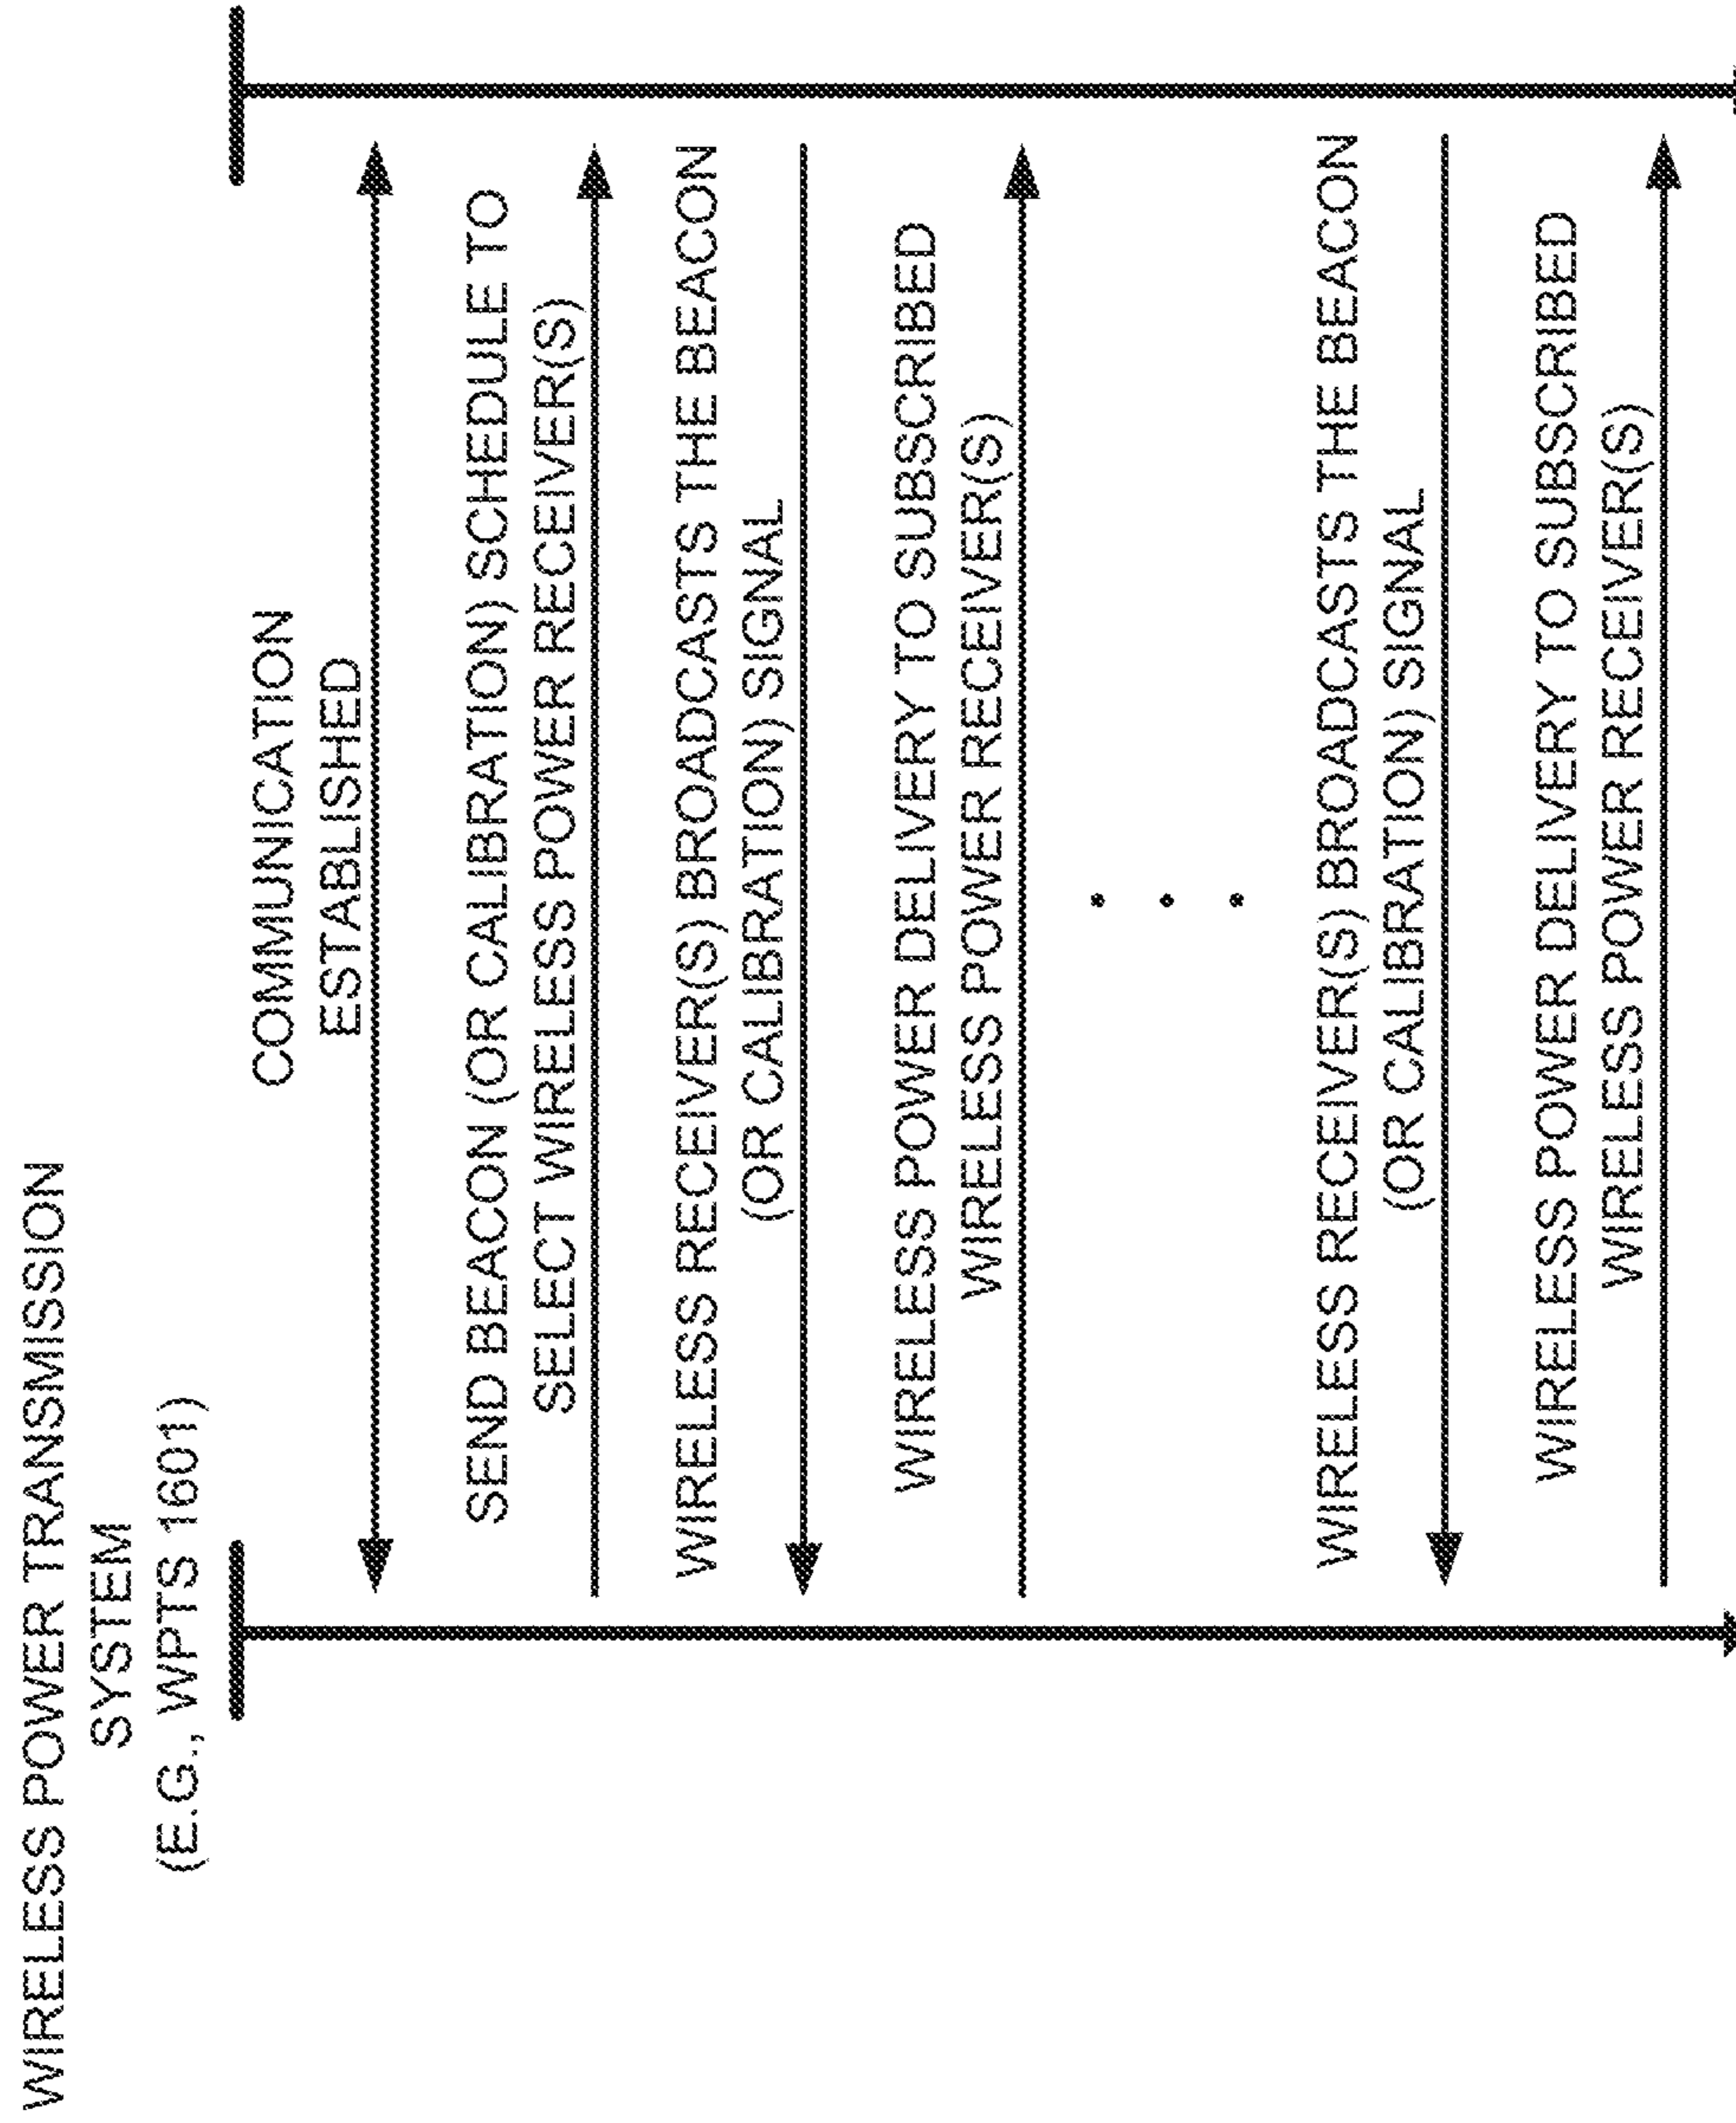 WIRELESS POWER TRANSMISSION
SYSTEM
(E.G., WPTS 1601)
COMMUNICATION
ESTABLISHED
SEND BEACON (OR CALIBRATION) SCHEDULE TO
SELECT WIRELESS POWER RECEIVER(S)
WIRELESS RECEIVER(S) BROADCASTS THE BEACON
(OR CALIBRATION) SIGNAL
WIRELESS POWER DELIVERY TO SUBSCRIBED
WIRELESS POWER RECEIVER(S)
WIRELESS RECEIVER(S) BROADCASTS THE BEACON
(OR CALIBRATION) SIGNAL
WIRELESS POWER DELIVERY TO SUBSCRIBED
WIRELESS POWER RECEIVER(S)